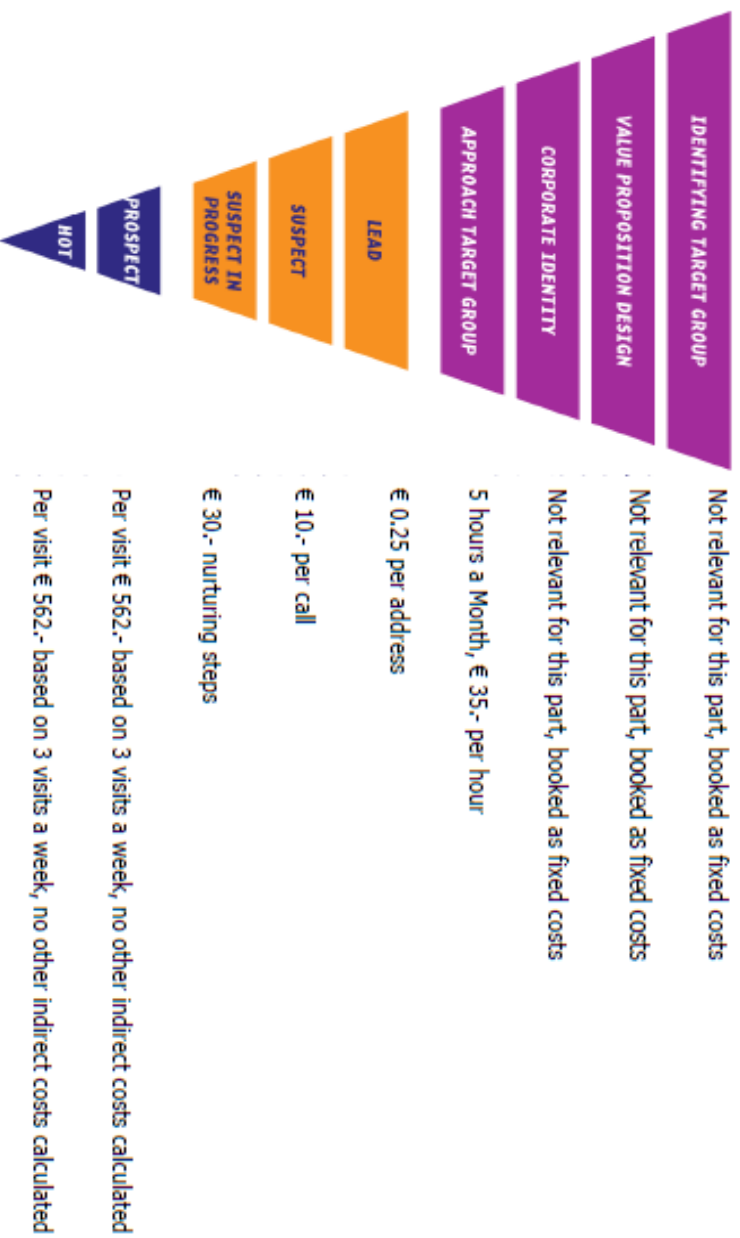 IDENTIFYING TARGET GROUP
Not relevant for this part, booked as fixed costs
VALUE PROPOSITION DESIGN
Not relevant for this part, booked as fixed costs
CORPORATE IDENTITY
Not relevant for this part, booked as fixed costs
APPROACH TARGET GROUP
5 hours a Month, € 35.- per hour
LEAD
€ 0.25 per address
SUSPECT
€ 10.- per call
SUSPECT IN
PROGRESS
€ 30.- nurturing steps
PROSPECT
Per visit € 562.- based on 3 visits a week, no other indirect costs calculated
HOT
Per visit € 562.- based on 3 visits a week, no other indirect costs calculated